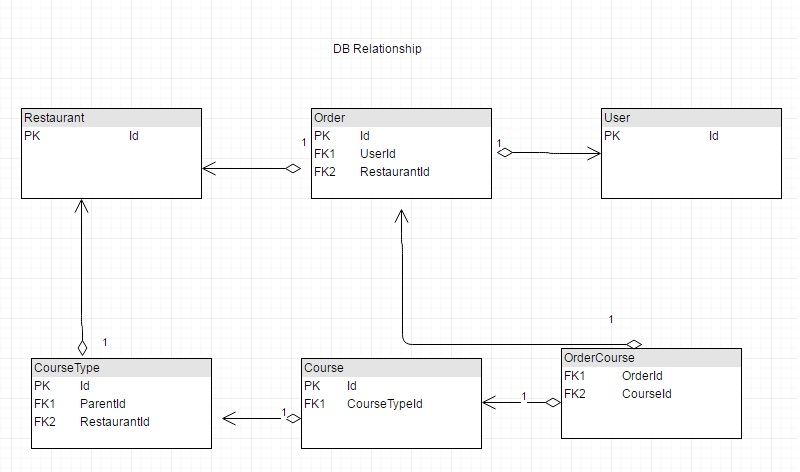 DB Relationship
Restaurant
PK Id
1
Order
PK Id
FK1 UserId
FK2 RestaurantId
1
User
PK Id
1
CourseType
PK Id
FK1 ParentId
FK2 RestaurantId
1
Course
PK Id
FK1 CourseTypeId
1
1
OrderCourse
FK1 OrderId
FK2 CourseId